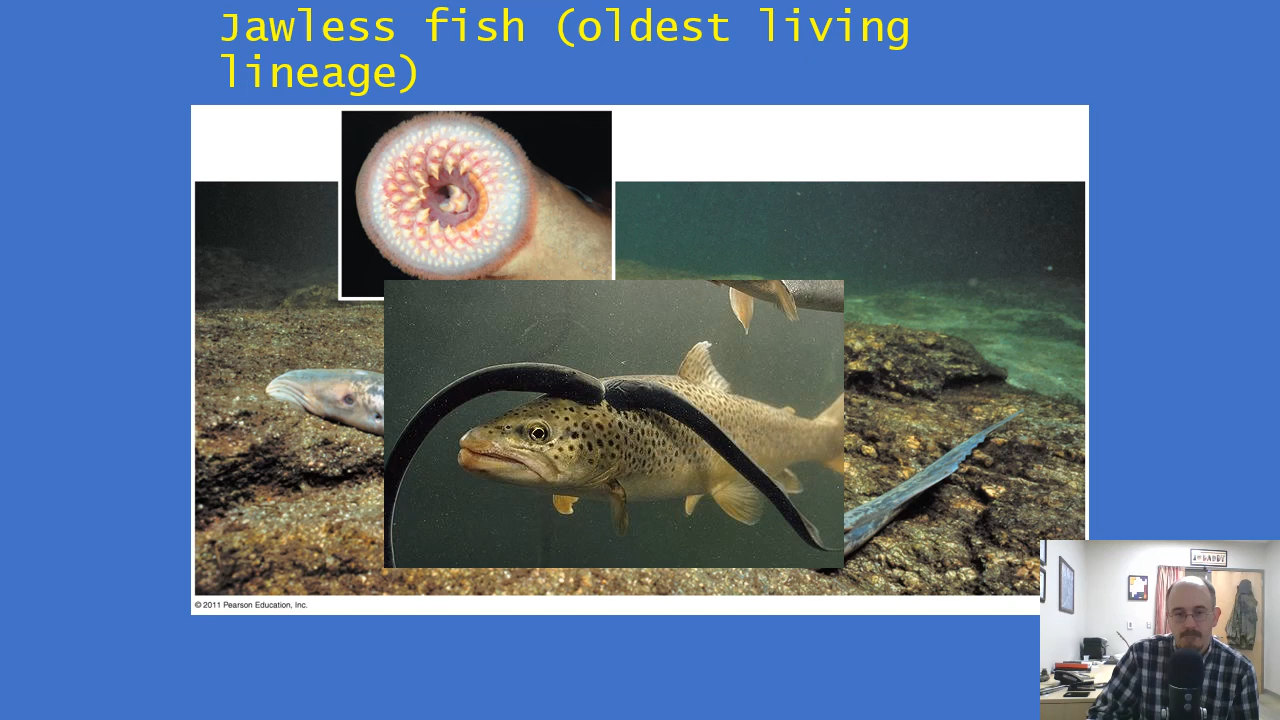 Jawless fish (oldest living
lineage)
© 2011 Pearson Education, Inc.